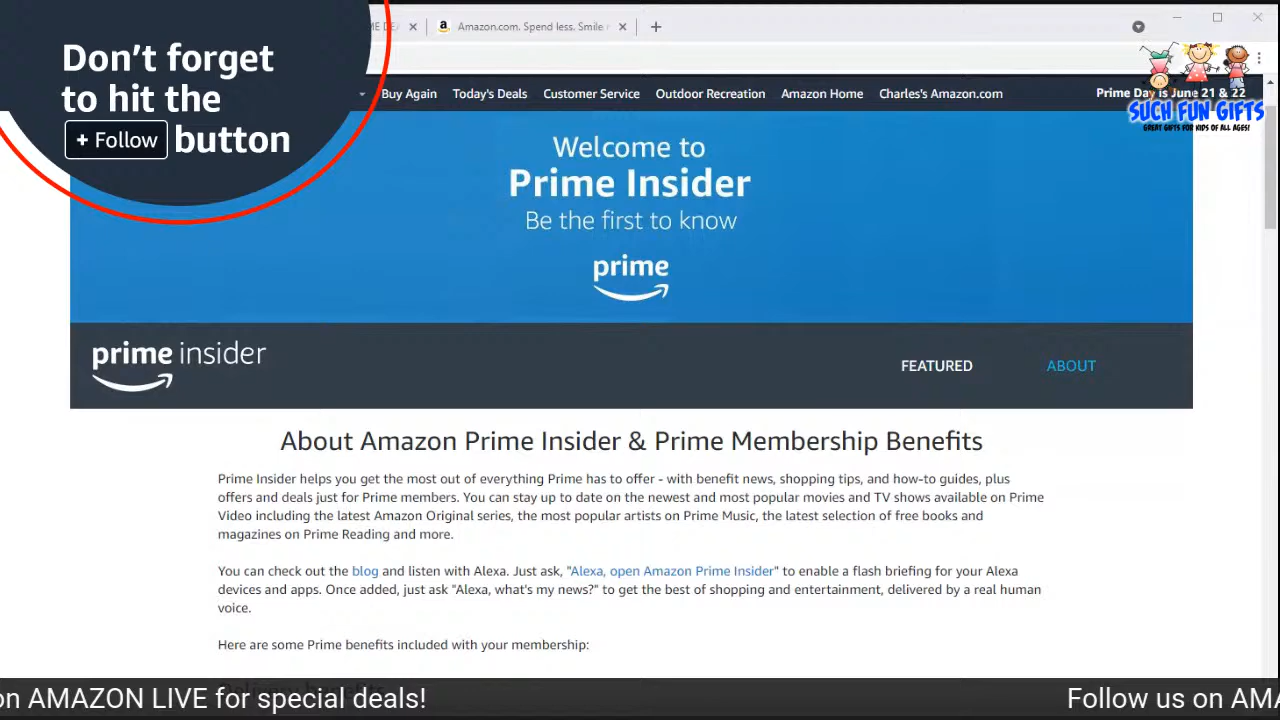 Don't forget
to hit the
+ Follow button
Amazon.com. Spend less. Smile
Buy Again Today's Deals Customer Service Outdoor Recreation Amazon Home Charles's Amazon.com Prime Day is June 21 & 22
SUCH FUN GIFTS
GREAT GIFTS FOR KIDS OF ALL AGES!
Welcome to
Prime Insider
Be the first to know
prime
prime insider
FEATURED ABOUT
About Amazon Prime Insider & Prime Membership Benefits
Prime Insider helps you get the most out of everything Prime has to offer - with benefit news, shopping tips, and how-to guides, plus
offers and deals just for Prime members. You can stay up to date on the newest and most popular movies and TV shows available on Prime
Video including the latest Amazon Original series, the most popular artists on Prime Music, the latest selection of free books and
magazines on Prime Reading and more.
You can check out the blog and listen with Alexa. Just ask, "Alexa, open Amazon Prime Insider" to enable a flash briefing for your Alexa
devices and apps. Once added, just ask "Alexa, what's my news?" to get the best of shopping and entertainment, delivered by a real human
voice.
Here are some Prime benefits included with your membership:
on AMAZON LIVE for special deals! Follow us on AMA